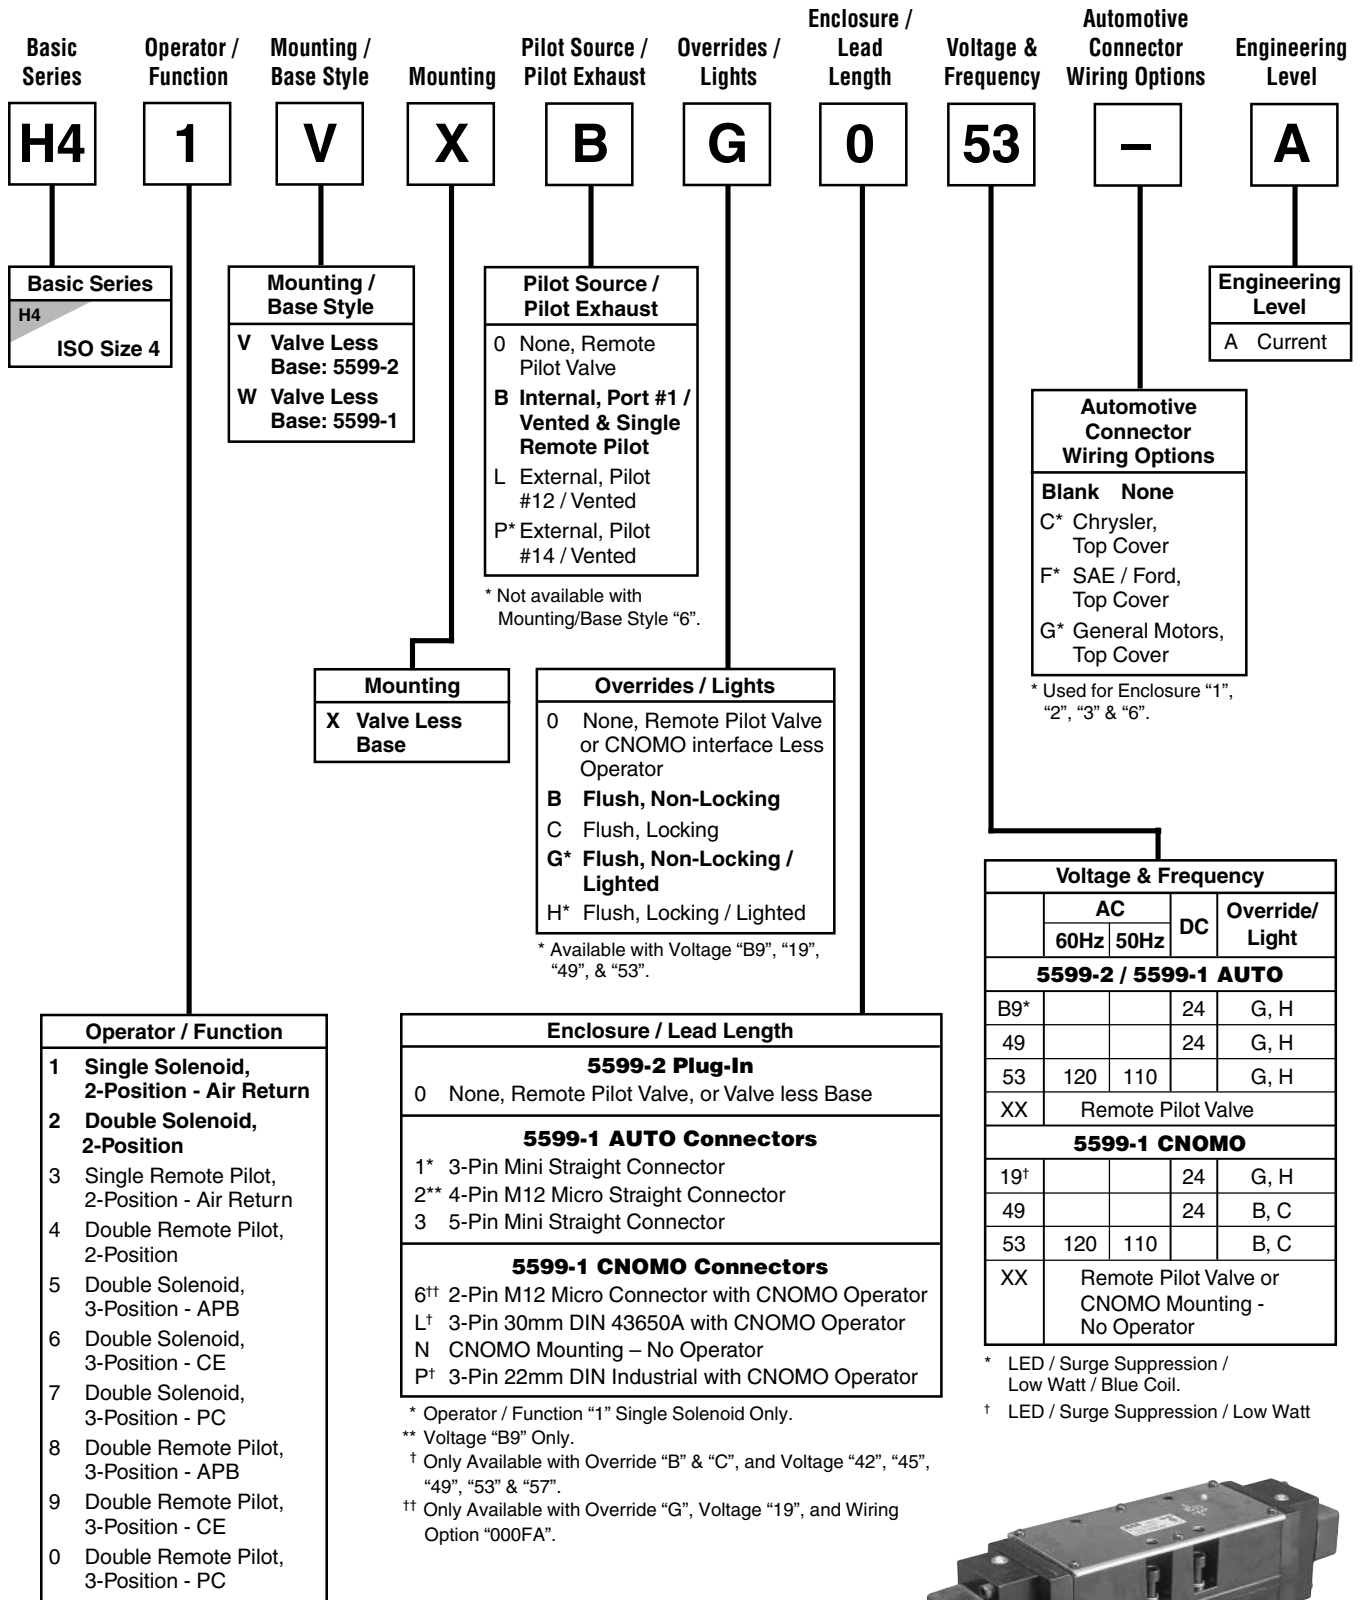 Basic
Series
Operator /
Function
Mounting /
Base Style
Mounting
Pilot Source /
Pilot Exhaust
Overrides /
Lights
Enclosure /
Lead
Length
Voltage &
Frequency
Automotive
Connector
Wiring Options
Engineering
Level
H4 1 V X B G 0 53 – A
Basic Series
H4
ISO Size 4
Mounting /
Base Style
V Valve Less
Base: 5599-2
W Valve Less
Base: 5599-1
Pilot Source /
Pilot Exhaust
0 None, Remote
Pilot Valve
B Internal, Port #1 /
Vented & Single
Remote Pilot
L External, Pilot
#12 / Vented
P* External, Pilot
#14 / Vented
* Not available with
Mounting/Base Style “6”.
Engineering
Level
A Current
Automotive
Connector
Wiring Options
Blank None
C* Chrysler,
Top Cover
F* SAE / Ford,
Top Cover
G* General Motors,
Top Cover
* Used for Enclosure “1”,
“2”, “3” & “6”.
Mounting
X Valve Less
Base
Overrides / Lights
0 None, Remote Pilot Valve
or CNOMO interface Less
Operator
B Flush, Non-Locking
C Flush, Locking
G* Flush, Non-Locking /
Lighted
H* Flush, Locking / Lighted
* Available with Voltage “B9”, “19”,
“49”, & “53”.
Voltage & Frequency
AC DC Override/
Light
60Hz 50Hz
5599-2 / 5599-1 AUTO
B9* 24 G, H
49 24 G, H
53 120 110 G, H
XX Remote Pilot Valve
5599-1 CNOMO
19† 24 G, H
49 24 B, C
53 120 110 B, C
XX Remote Pilot Valve or
CNOMO Mounting -
No Operator
* LED / Surge Suppression /
Low Watt / Blue Coil.
† LED / Surge Suppression / Low Watt
Operator / Function
1 Single Solenoid,
2-Position - Air Return
2 Double Solenoid,
2-Position
3 Single Remote Pilot,
2-Position - Air Return
4 Double Remote Pilot,
2-Position
5 Double Solenoid,
3-Position - APB
6 Double Solenoid,
3-Position - CE
7 Double Solenoid,
3-Position - PC
8 Double Remote Pilot,
3-Position - APB
9 Double Remote Pilot,
3-Position - CE
0 Double Remote Pilot,
3-Position - PC
Enclosure / Lead Length
5599-2 Plug-In
0 None, Remote Pilot Valve, or Valve less Base
5599-1 AUTO Connectors
1* 3-Pin Mini Straight Connector
2** 4-Pin M12 Micro Straight Connector
3 5-Pin Mini Straight Connector
5599-1 CNOMO Connectors
6†† 2-Pin M12 Micro Connector with CNOMO Operator
L† 3-Pin 30mm DIN 43650A with CNOMO Operator
N CNOMO Mounting – No Operator
P† 3-Pin 22mm DIN Industrial with CNOMO Operator
* Operator / Function “1” Single Solenoid Only.
** Voltage “B9” Only.
† Only Available with Override “B” & “C”, and Voltage “42”, “45”,
“49”, “53” & “57”.
†† Only Available with Override “G”, Voltage “19”, and Wiring
Option “000FA”.